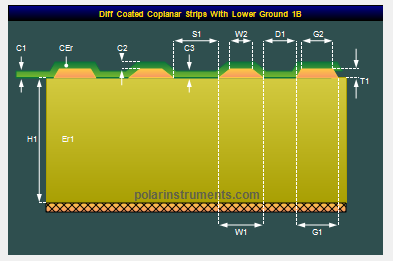 Diff Coated Coplanar Strips With Lower Ground 1B
S1
C1
CEr
C2
C3
W2
D1
G2
T1
H1
Er1
polarinstruments.com
W1
G1